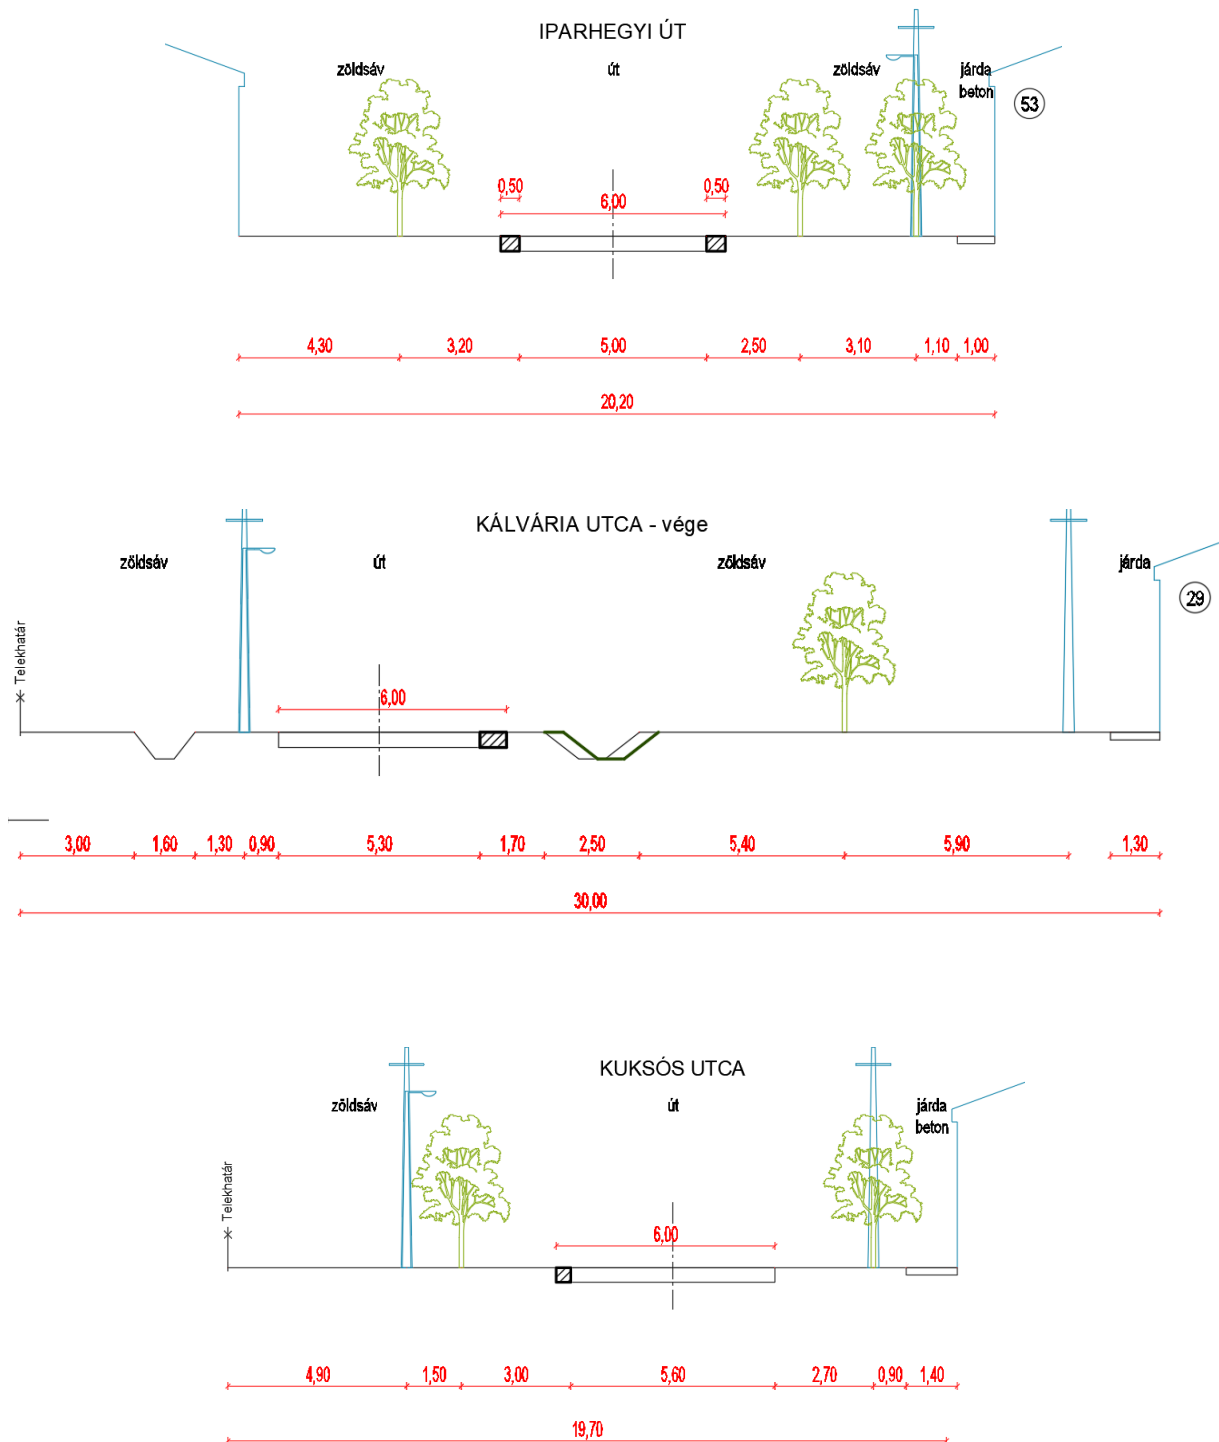 IPARHEGYI ÚT
zöldsáv út zöldsáv járda
beton
53
0,50 0,50
6,00
4,30 3,20 5,00 2,50 3,10 1,10 1,00
20,20
KÁLVÁRIA UTCA - vége
zöldsáv út zöldsáv járda
29
Telekhatár
6,00
3,00 1,60 1,30 0,90 5,30 1,70 2,50 5,40 5,90 1,30
30,00
KUKSÓS UTCA
zöldsáv út járda
beton
Telekhatár
6,00
4,90 1,50 3,00 5,60 2,70 0,90 1,40
19,70